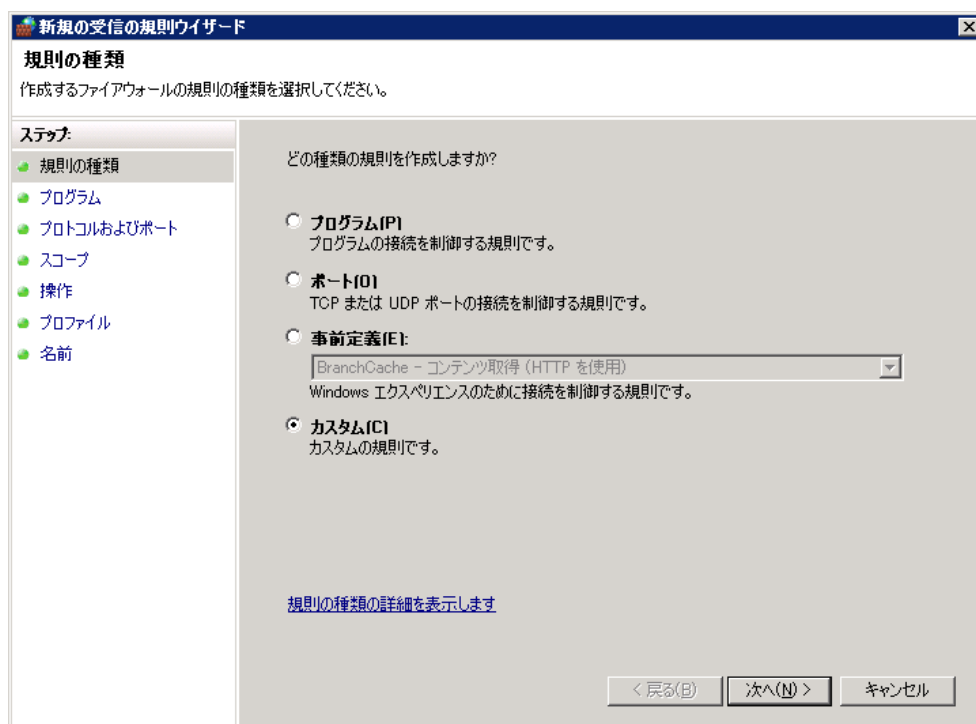 新規の受信の規則ウイザード
規則の種類
作成するファイアウォールの規則の種類を選択してください。
ステップ:
規則の種類
プログラム
プロトコルおよびポート
スコープ
操作
プロファイル
名前
どの種類の規則を作成しますか?
プログラム(P)
プログラムの接続を制御する規則です。
ポート(O)
TCP または UDP ポートの接続を制御する規則です。
事前定義(E):
BranchCache - コンテンツ取得 (HTTP を使用)
Windows エクスペリエンスのために接続を制御する規則です。
カスタム(C)
カスタムの規則です。
規則の種類の詳細を表示します
< 戻る(B)
次へ(N) >
キャンセル